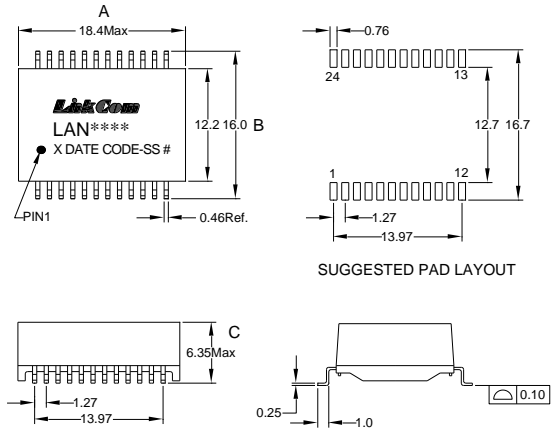 A
18.4Max
LinkCom
LAN****
X DATE CODE-SS #
12.2
16.0
B
PIN1
0.46Ref.
0.76
24
13
12.7
16.7
1
12
1.27
13.97
SUGGESTED PAD LAYOUT
C
6.35Max
1.27
13.97
0.25
1.0
0.10